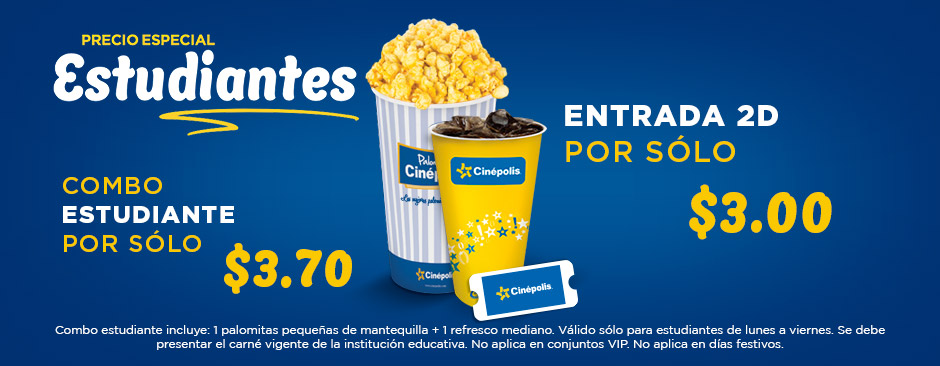 PRECIO ESPECIAL
Estudiantes
COMBO
ESTUDIANTE
POR SÓLO
$3.70
Cinépolis
Cinépolis
Cinépolis
ENTRADA 2D
POR SÓLO
$3.00
Combo estudiante incluye: 1 palomitas pequeñas de mantequilla + 1 refresco mediano. Válido sólo para estudiantes de lunes a viernes. Se debe
presentar el carné vigente de la institución educativa. No aplica en conjuntos VIP. No aplica en días festivos.